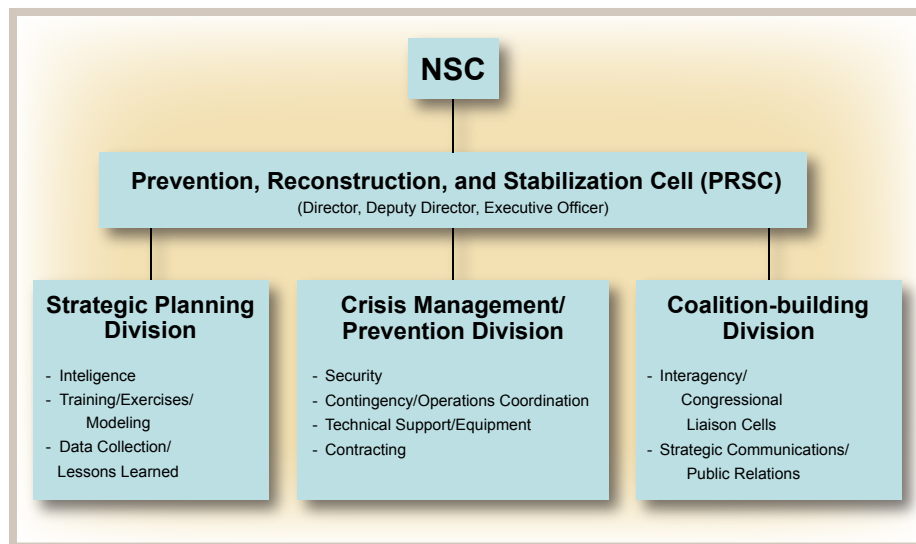 NSC
Prevention, Reconstruction, and Stabilization Cell (PRSC)
(Director, Deputy Director, Executive Officer)
Strategic Planning
Division
- Inteligence
- Training/Exercises/
Modeling
- Data Collection/
Lessons Learned
Crisis Management/
Prevention Division
- Security
- Contingency/Operations Coordination
- Technical Support/Equipment
- Contracting
Coalition-building
Division
- Interagency/
Congressional
Liaison Cells
- Strategic Communications/
Public Relations